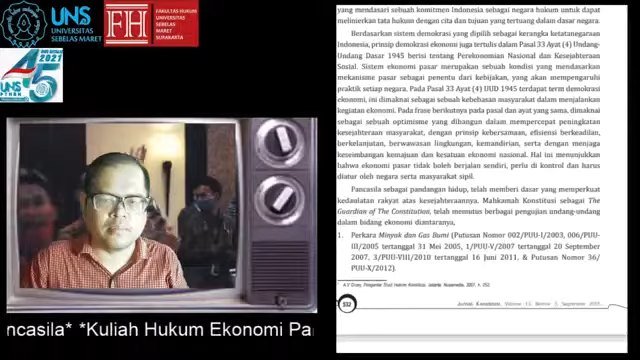 UNS
UNIVERSITAS
SEBELAS MARET
FH
FAKULTAS HUKUM
UNIVERSITAS
SEBELAS
MARET
SURAKARTA
2021
45
UNS
ncasila* *Kuliah Hukum Ekonomi Pa
yang mendasari sebuah komitmen Indonesia sebagai negara hukum untuk dapat
melinierkan tata hukum dengan cita dan tujuan yang tertuang dalam dasar negara.
Berdasarkan sistem demokrasi yang dipilih sebagai kerangka ketatanegaraan
Indonesia, prinsip demokrasi ekonomi juga tertulis dalam Pasal 33 Ayat (4) Undang-
Undang Dasar 1945 berisi tentang Perekonomian Nasional dan Kesejahteraan
Sosial. Sistem ekonomi pasar merupakan sebuah kondisi yang mendasarkan
mekanisme pasar sebagai penentu dari kebijakan, yang akan mempengaruhi
praktik setiap negara. Pada Pasal 33 Ayat (4) UUD 1945 terdapat term demokrasi
ekonomi, ini dimaknai sebagai sebuah kebebasan masyarakat dalam menjalankan
kegiatan ekonomi. Pada frase berikutnya pada pasal dan ayat yang sama, dimaknai
sebagai sebuah optimisme yang dibangun dalam mempercepat peningkatan
kesejahteraan masyarakat, dengan prinsip kebersamaan, efisiensi berkeadilan,
berkelanjutan, berwawasan lingkungan, kemandirian, serta dengan menjaga
keseimbangan kemajuan dan kesatuan ekonomi nasional. Hal ini menunjukkan
bahwa ekonomi pasar tidak boleh berjalan sendiri, perlu di kontrol dan harus
diatur oleh negara serta masyarakat sipil.
Pancasila sebagai pandangan hidup, telah memberi dasar yang memperkuat
kedaulatan rakyat atas kesejahteraannya. Mahkamah Konstitusi sebagai The
Guardian of The Constitution, telah memutus berbagai pengujian undang-undang
dalam bidang ekonomi diantaranya,
1. Perkara Minyak dan Gas Bumi (Putusan Nomor 002/PUU-I/2003, 006/PUU-
III/2005 tertanggal 31 Mei 2005, 1/PUU-V/2007 tertanggal 20 September
2007, 3/PUU-VIII/2010 tertanggal 16 Juni 2011, & Putusan Nomor 36/
PUU-X/2012).
532
Jurnal Konstitusi, Volume 12, Nomor 3, September 2015